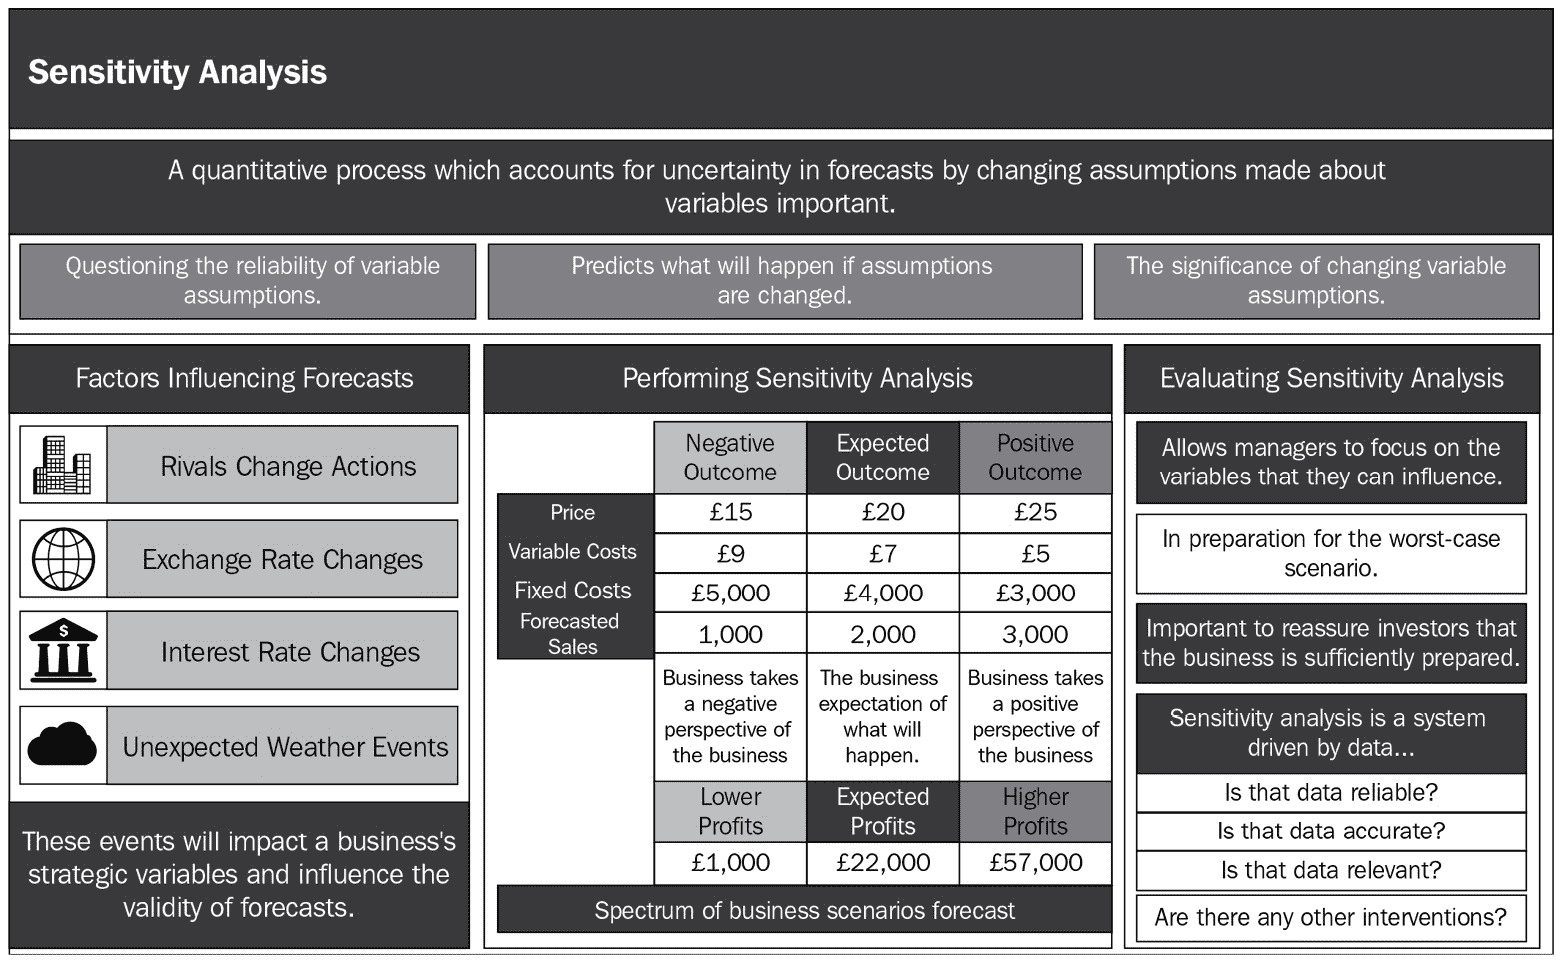 Sensitivity Analysis
A quantitative process which accounts for uncertainty in forecasts by changing assumptions made about
variables important.
Questioning the reliability of variable
assumptions.
Predicts what will happen if assumptions
are changed.
The significance of changing variable
assumptions.
Factors Influencing Forecasts
Rivals Change Actions
Exchange Rate Changes
$
Interest Rate Changes
Unexpected Weather Events
These events will impact a business's
strategic variables and influence the
validity of forecasts.
Performing Sensitivity Analysis
Negative
Outcome
Expected
Outcome
Positive
Outcome
Price £15 £20 £25
Variable Costs £9 £7 £5
Fixed Costs £5,000 £4,000 £3,000
Forecasted
Sales
1,000 2,000 3,000
Business takes
a negative
perspective of
the business
The business
expectation of
what will
happen.
Business takes
a positive
perspective of
the business
Lower
Profits
Expected
Profits
Higher
Profits
£1,000 £22,000 £57,000
Spectrum of business scenarios forecast
Evaluating Sensitivity Analysis
Allows managers to focus on the
variables that they can influence.
In preparation for the worst-case
scenario.
Important to reassure investors that
the business is sufficiently prepared.
Sensitivity analysis is a system
driven by data...
Is that data reliable?
Is that data accurate?
Is that data relevant?
Are there any other interventions?